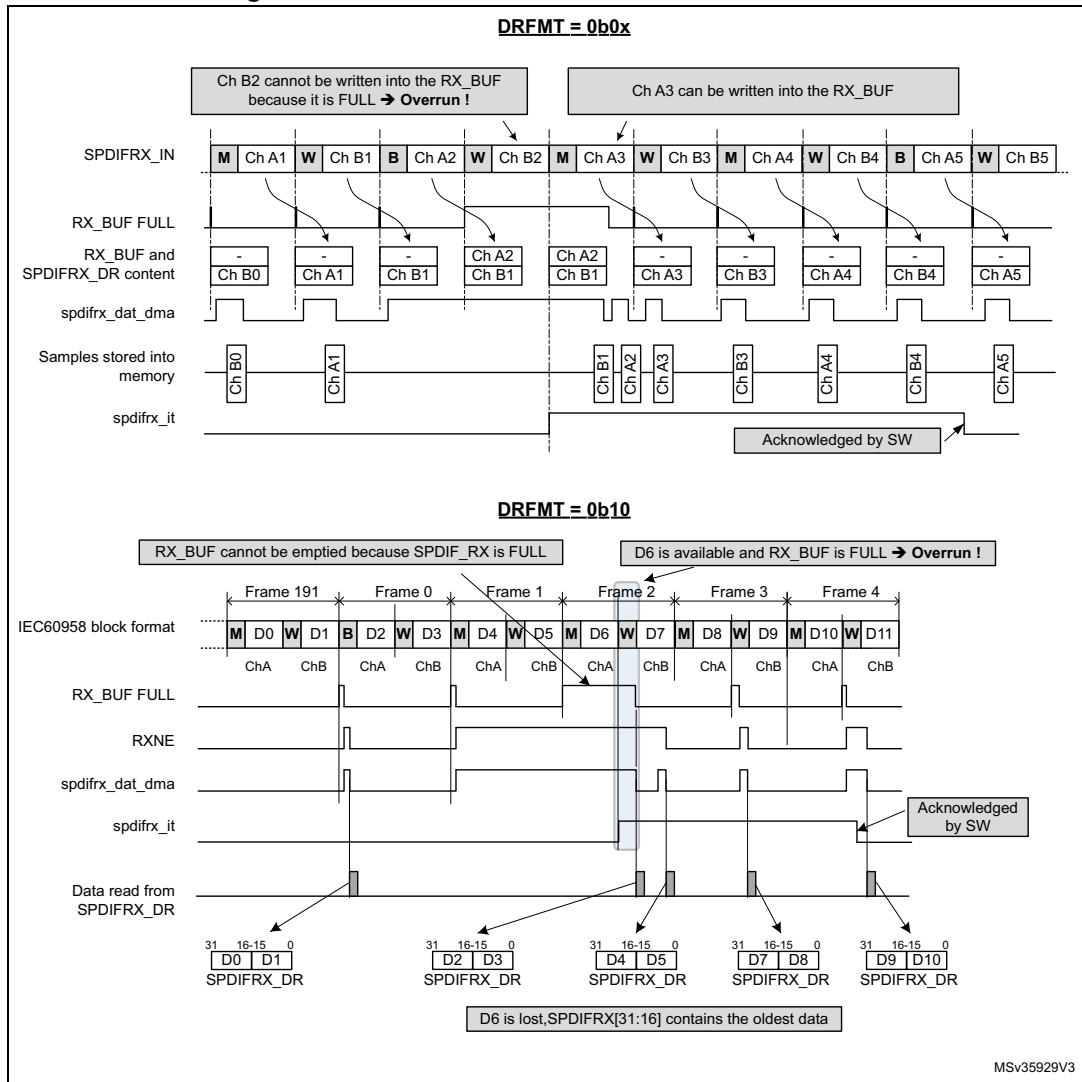 DRFMT = 0b0x
Ch B2 cannot be written into the RX_BUF
because it is FULL ➔ Overrun !
Ch A3 can be written into the RX_BUF
SPDIFRX_IN
M Ch A1 W Ch B1 B Ch A2 W Ch B2 M Ch A3 W Ch B3 M Ch A4 W Ch B4 B Ch A5 W Ch B5
RX_BUF FULL
RX_BUF and
SPDIFRX_DR content
- - - Ch A2 Ch A2 - - - - -
Ch B0 Ch A1 Ch B1 Ch B1 Ch B1 Ch A3 Ch B3 Ch A4 Ch B4 Ch A5
spdifrx_dat_dma
Samples stored into
memory
Ch B0 Ch A1 Ch B1 Ch A2 Ch A3 Ch B3 Ch A4 Ch B4 Ch A5
spdifrx_it
Acknowledged by SW
DRFMT = 0b10
RX_BUF cannot be emptied because SPDIF_RX is FULL
D6 is available and RX_BUF is FULL ➔ Overrun !
Frame 191 Frame 0 Frame 1 Frame 2 Frame 3 Frame 4
IEC60958 block format
M D0 W D1 B D2 W D3 M D4 W D5 M D6 W D7 M D8 W D9 M D10 W D11
ChA ChB ChA ChB ChA ChB ChA ChB ChA ChB ChA ChB
RX_BUF FULL
RXNE
spdifrx_dat_dma
spdifrx_it
Acknowledged
by SW
Data read from
SPDIFRX_DR
31 16-15 0 31 16-15 0 31 16-15 0 31 16-15 0 31 16-15 0
D0 D1 D2 D3 D4 D5 D7 D8 D9 D10
SPDIFRX_DR SPDIFRX_DR SPDIFRX_DR SPDIFRX_DR SPDIFRX_DR
D6 is lost,SPDIFRX[31:16] contains the oldest data
MSv35929V3